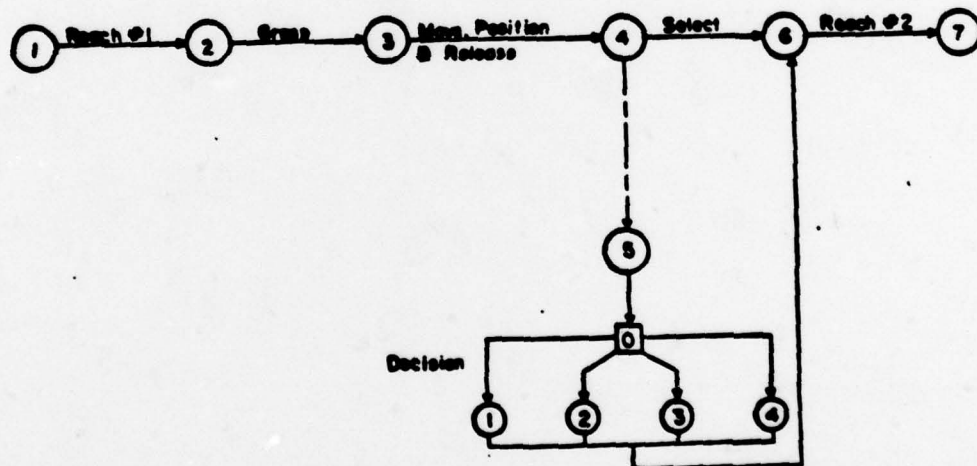 Reach #1
Grasp
Move, Position
Select
Reach #2
1
2
3
4
6
7
& Release
5
0
Decision
1
2
3
4